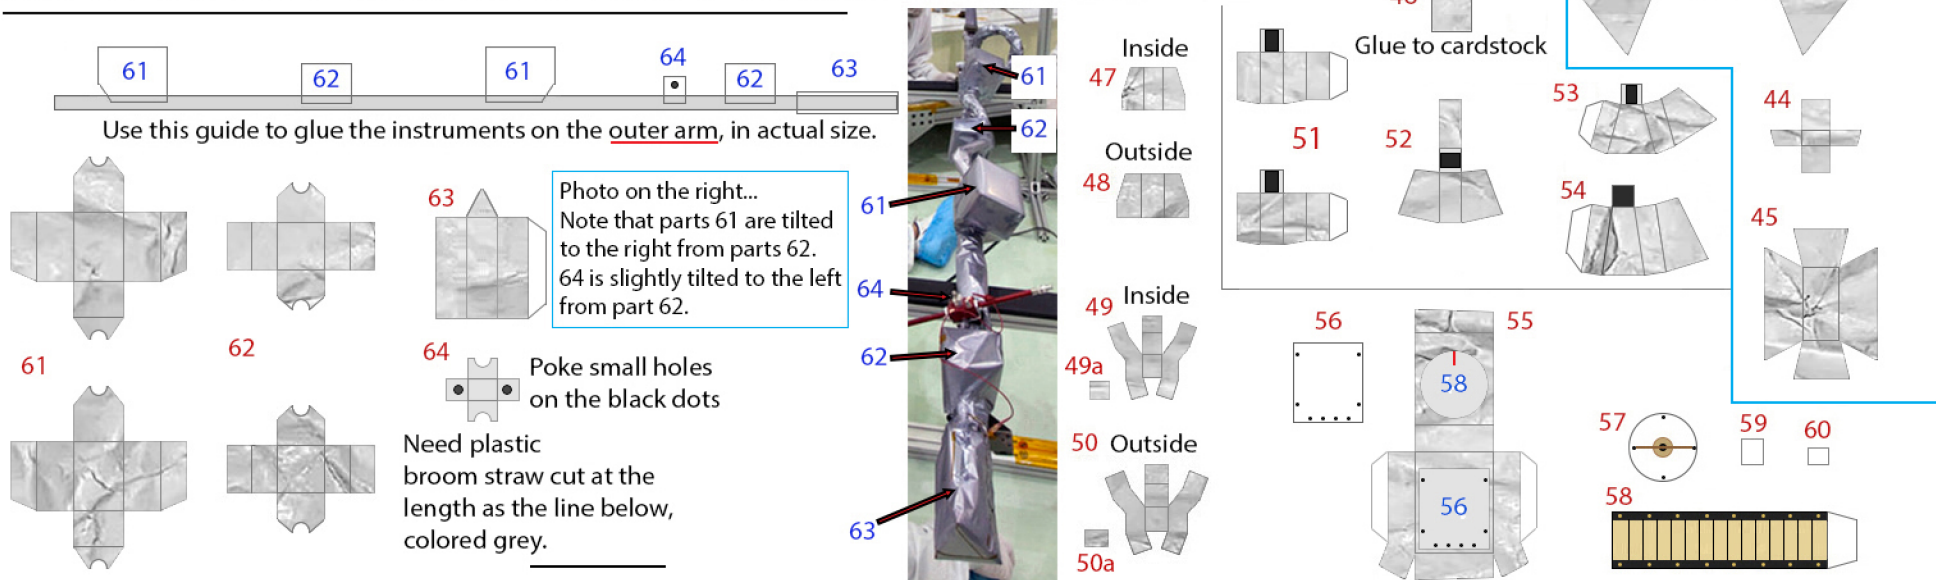 61
62
61
64
62
63
Use this guide to glue the instruments on the outer arm, in actual size.
63
Photo on the right...
Note that parts 61 are tilted
to the right from parts 62.
64 is slightly tilted to the left
from part 62.
61
62
64
Poke small holes
on the black dots
Need plastic
broom straw cut at the
length as the line below,
colored grey.
61
62
61
64
62
63
Inside
47
Outside
48
Inside
49
49a
50 Outside
50a
Glue to cardstock
51
52
53
54
44
45
56
55
58
56
57
59
60
58